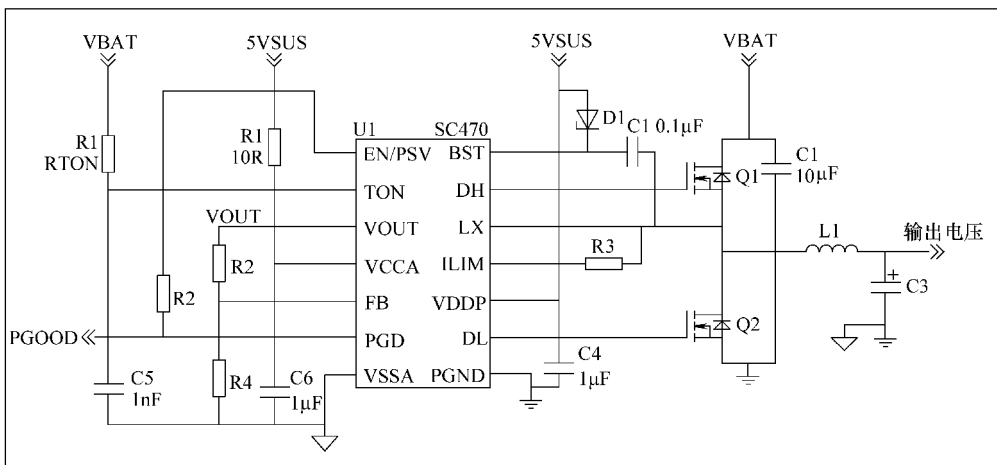 VBAT
5VSUS
5VSUS
VBAT
R1
RTON
R1
10R
U1
SC470
D1
C1 0.1μF
C1
10μF
EN/PSV
BST
TON
DH
Q1
VOUT
VOUT
LX
L1
输出电压
R2
VCCA
ILIM
R3
R2
FB
VDDP
C3
PGOOD
PGD
DL
Q2
C5
1nF
R4
C6
1μF
VSSA
PGND
C4
1μF